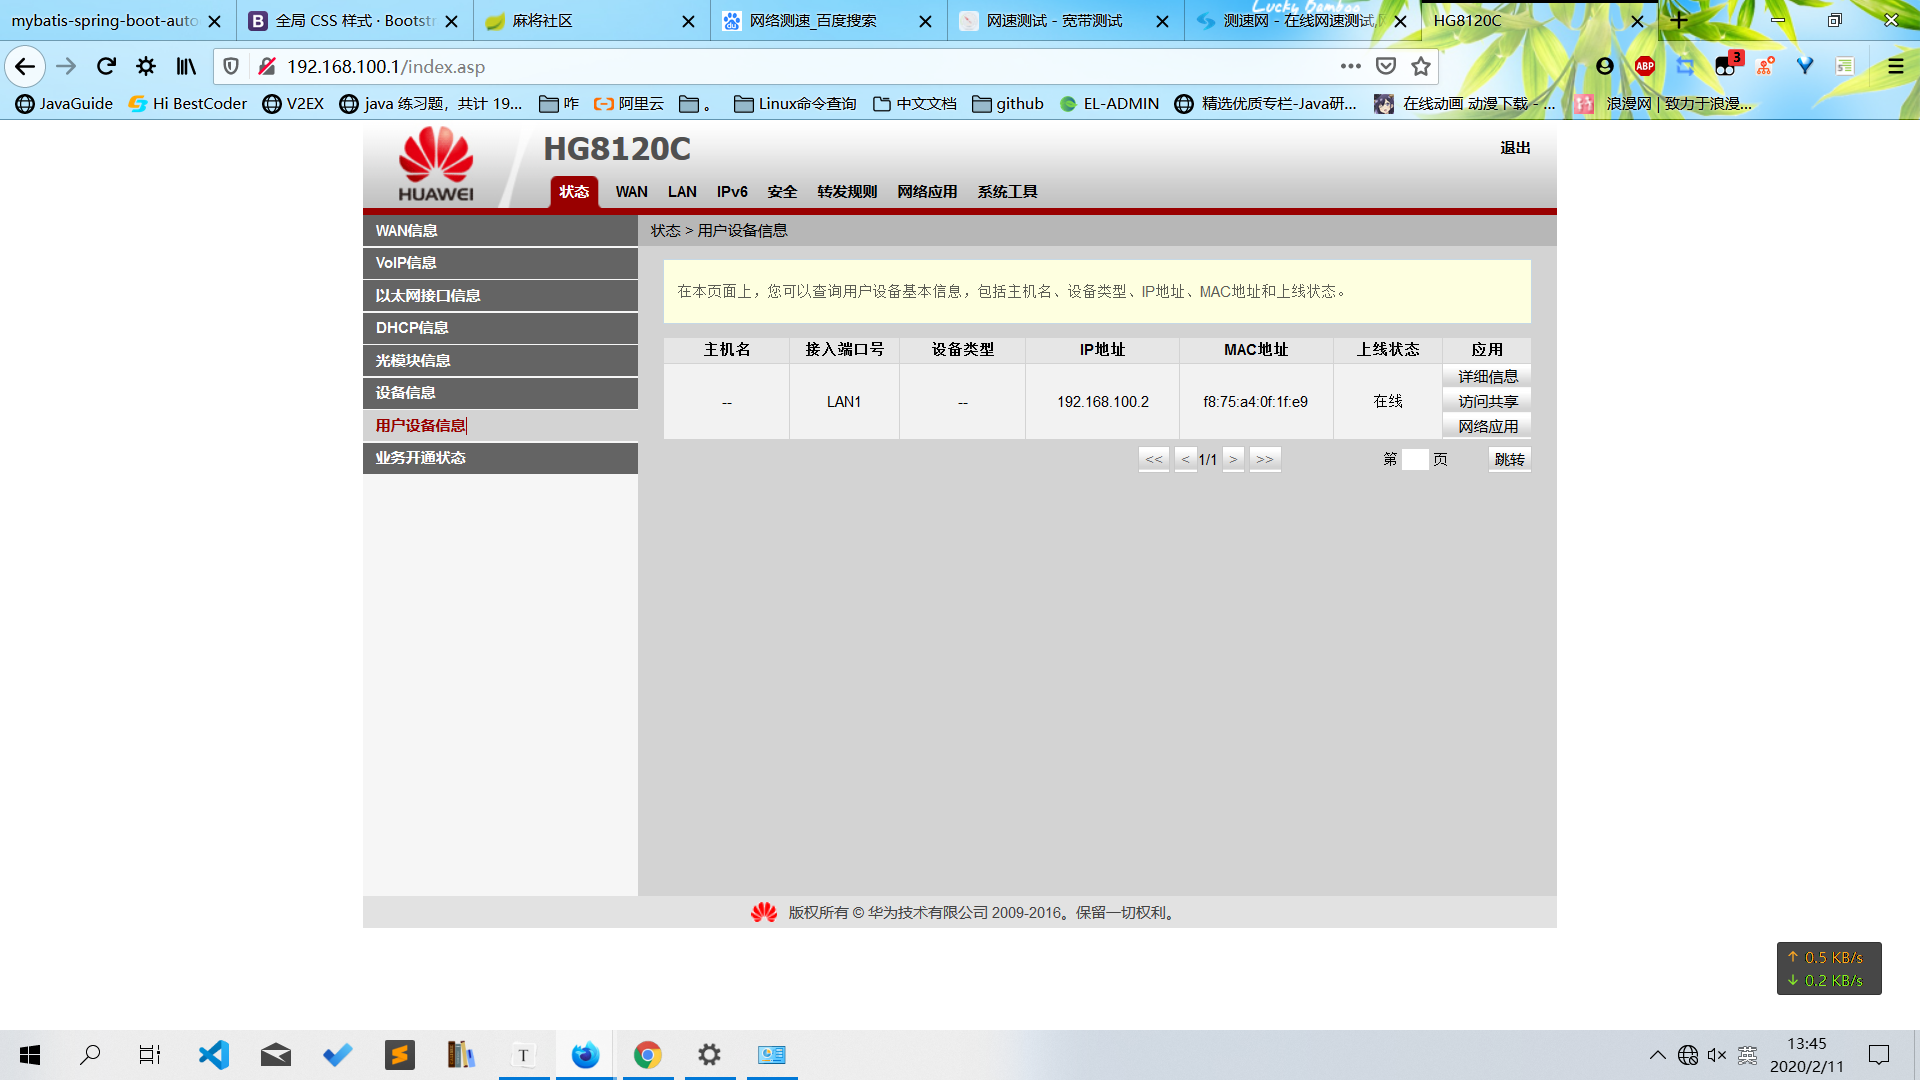 mybatis-spring-boot-auto
全局 CSS 样式 · Bootstr
麻将社区
网络测速_百度搜索
网速测试 - 宽带测试
测速网 - 在线网速测试,网
HG8120C
192.168.100.1/index.asp
ABP
3
JavaGuide
Hi BestCoder
V2EX
java 练习题，共计 19...
咋
阿里云
。
Linux命令查询
中文文档
github
EL-ADMIN
精选优质专栏-Java研...
在线动画 动漫下载 - ...
浪漫网 | 致力于浪漫...
Lucky Bamboo
HUAWEI
HG8120C
退出
状态
WAN
LAN
IPv6
安全
转发规则
网络应用
系统工具
WAN信息
VoIP信息
以太网接口信息
DHCP信息
光模块信息
设备信息
用户设备信息
业务开通状态
状态 > 用户设备信息
在本页面上，您可以查询用户设备基本信息，包括主机名、设备类型、IP地址、MAC地址和上线状态。
主机名 接入端口号 设备类型 IP地址 MAC地址 上线状态 应用
-- LAN1 -- 192.168.100.2 f8:75:a4:0f:1f:e9 在线
详细信息
访问共享
网络应用
<< < 1/1 > >> 第 页 跳转
版权所有 © 华为技术有限公司 2009-2016。保留一切权利。
↑ 0.5 KB/s
↓ 0.2 KB/s
T
英
13:45
2020/2/11